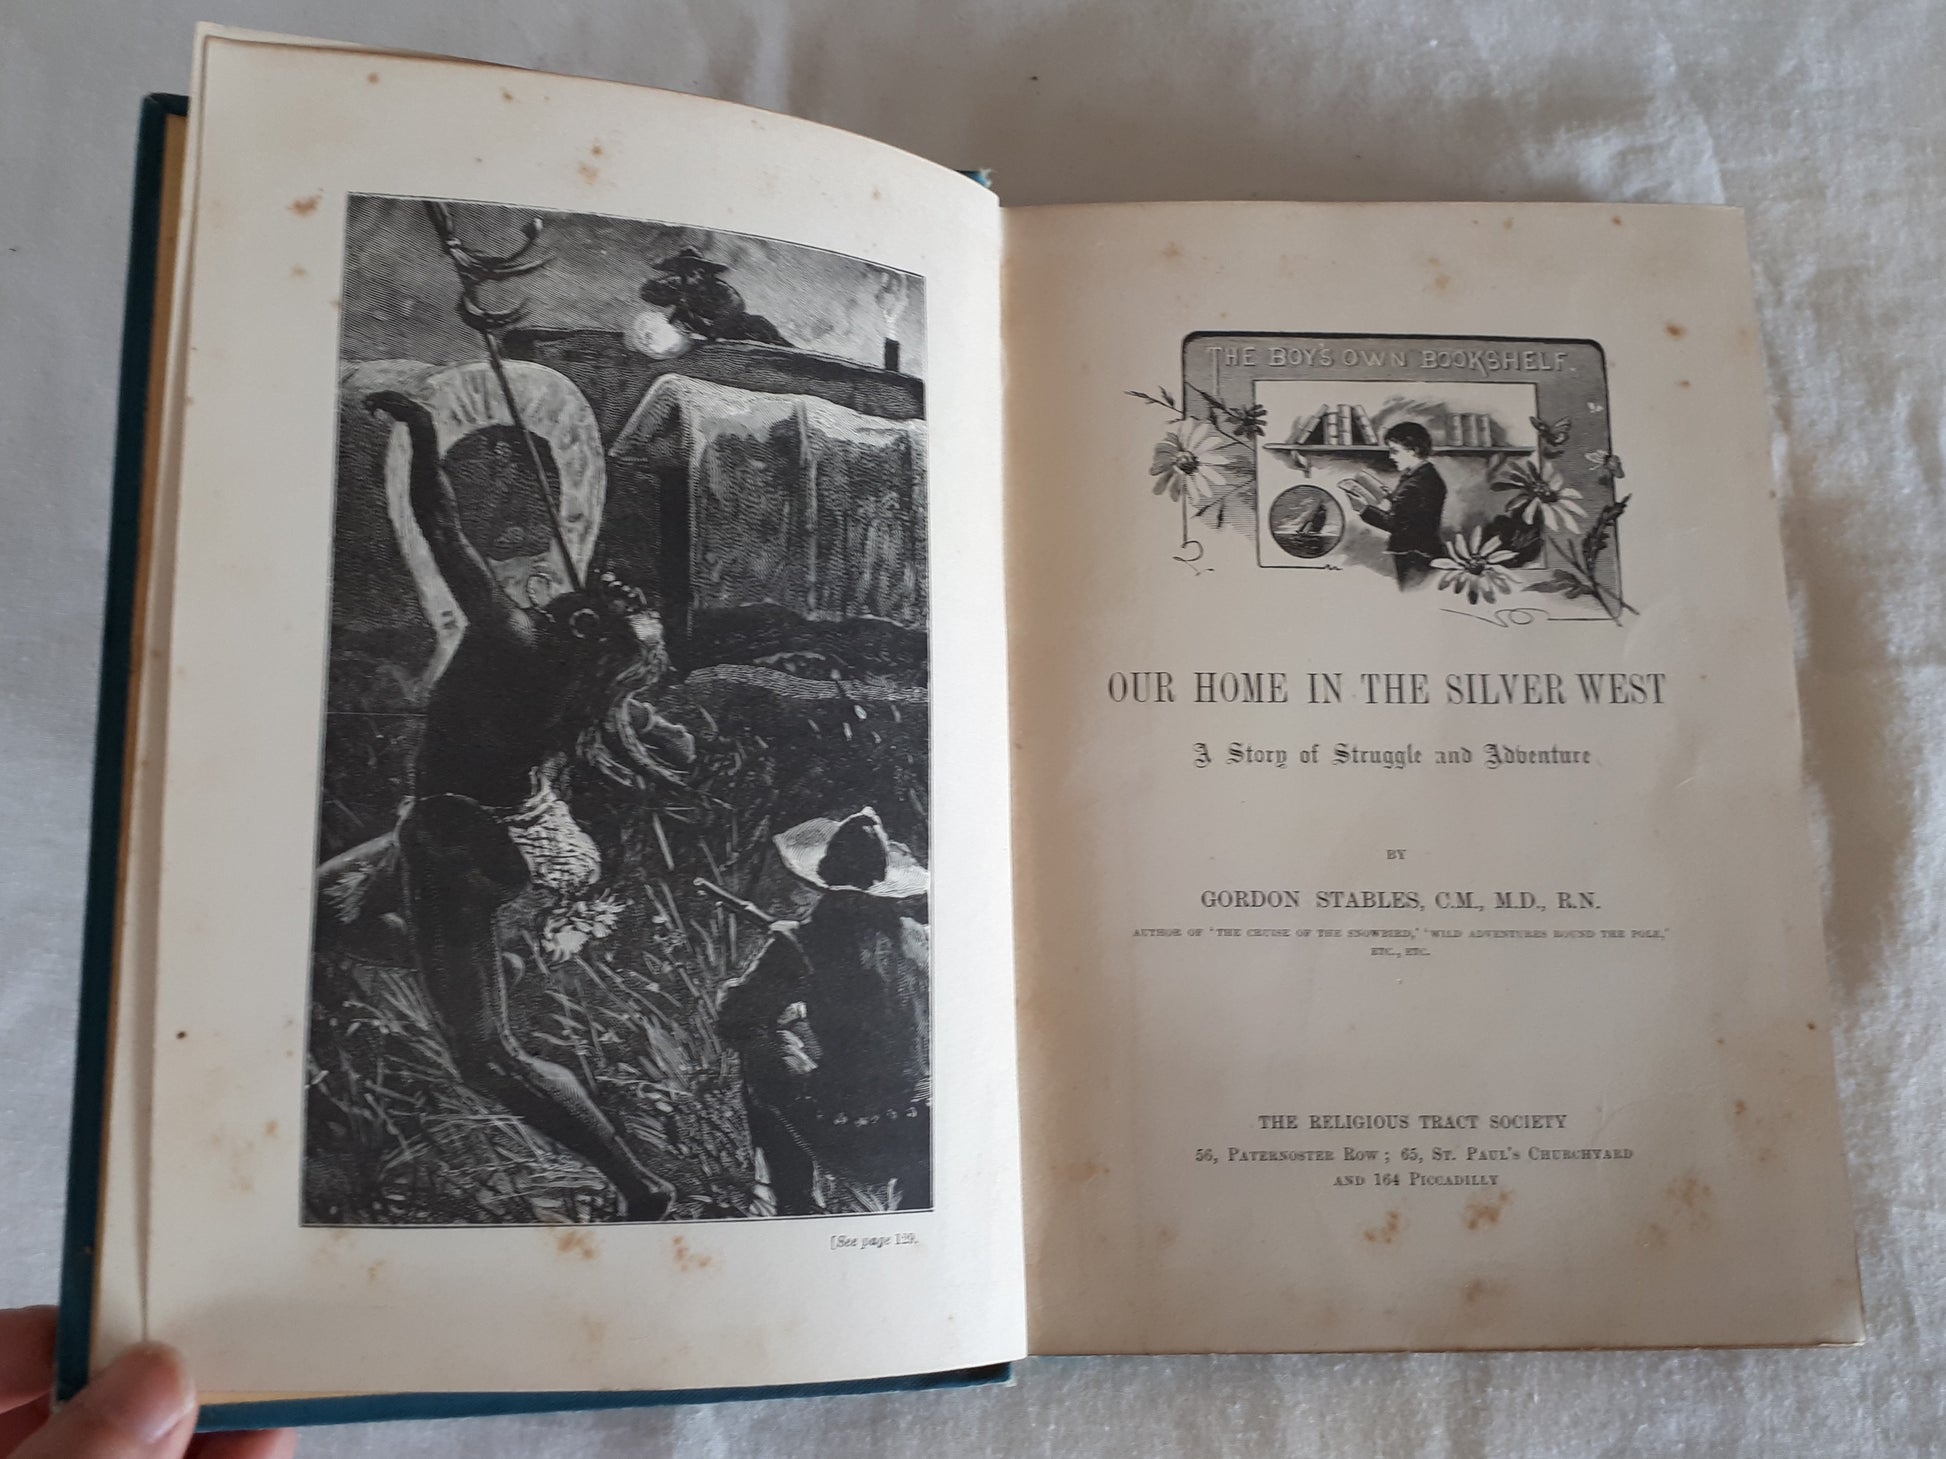 [See page 119.
THE BOY'S OWN BOOKSHELF.
OUR HOME IN THE SILVER WEST
A Story of Struggle and Adventure
BY
GORDON STABLES, C.M., M.D., R.N.
AUTHOR OF 'THE CRUISE OF THE SNOWBIRD,' 'WILD ADVENTURES ROUND THE POLE,'
ETC., ETC.
THE RELIGIOUS TRACT SOCIETY
56, PATERNOSTER ROW; 65, ST. PAUL'S CHURCHYARD
AND 164 PICCADILLY